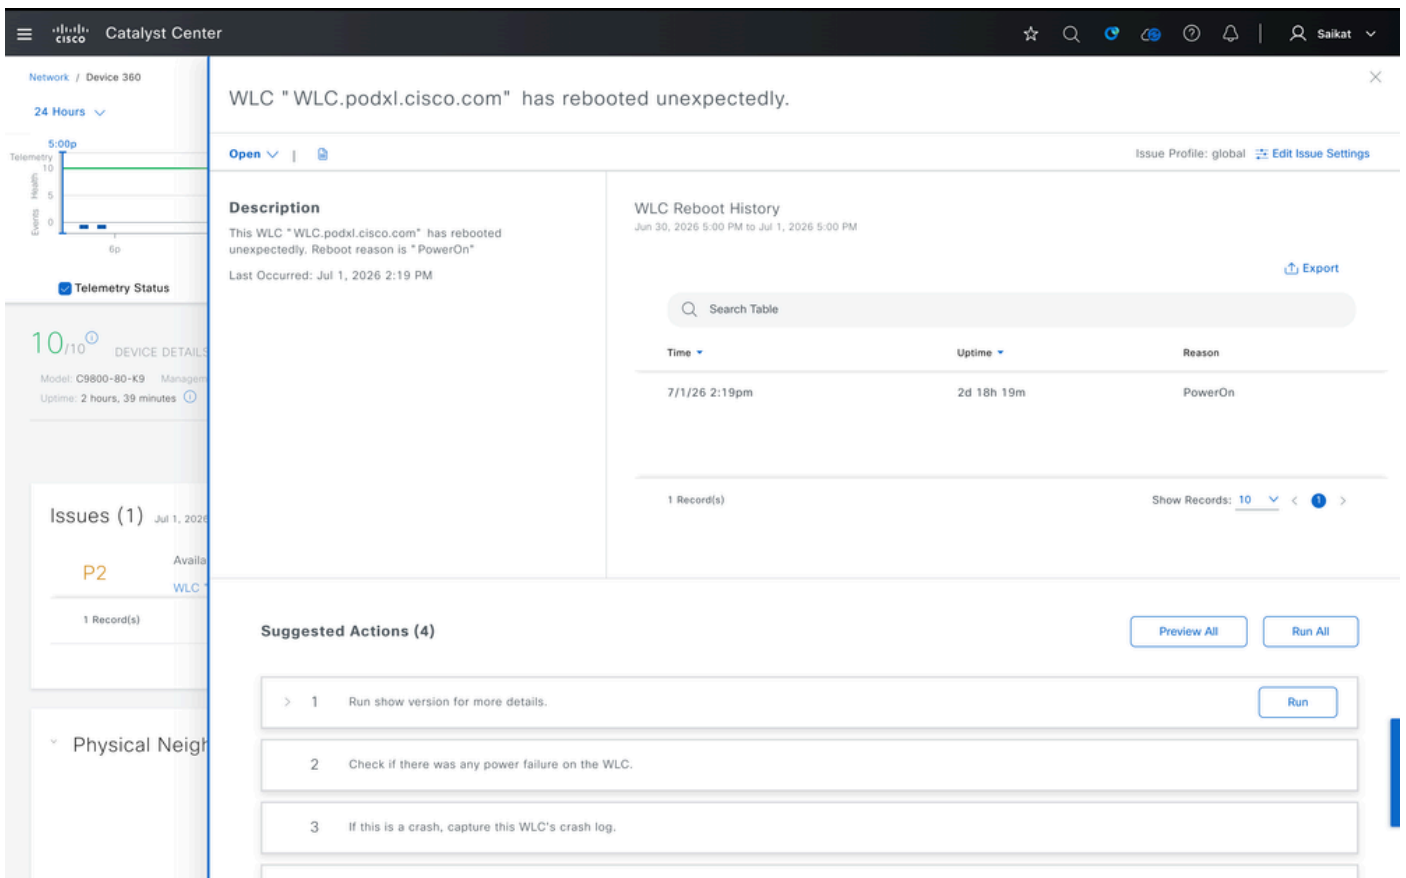 CISCO Catalyst Center
Saikat
Network / Device 360
24 Hours
5:00p
Telemetry
10
Health
5
Events
0
6p
Telemetry Status
10/10 DEVICE DETAILS
Model: C9800-80-K9 Managem
Uptime: 2 hours, 39 minutes
Issues (1) Jul 1, 2026
P2
Availa
WLC "
1 Record(s)
Physical Neigh
WLC "WLC.podxl.cisco.com" has rebooted unexpectedly.
Open |
Issue Profile: global Edit Issue Settings
Description
This WLC "WLC.podxl.cisco.com" has rebooted
unexpectedly. Reboot reason is "PowerOn"
Last Occurred: Jul 1, 2026 2:19 PM
WLC Reboot History
Jun 30, 2026 5:00 PM to Jul 1, 2026 5:00 PM
Export
Search Table
Time Uptime Reason
7/1/26 2:19pm 2d 18h 19m PowerOn
1 Record(s) Show Records: 10 < 1 >
Suggested Actions (4) Preview All Run All
1 Run show version for more details. Run
2 Check if there was any power failure on the WLC.
3 If this is a crash, capture this WLC's crash log.